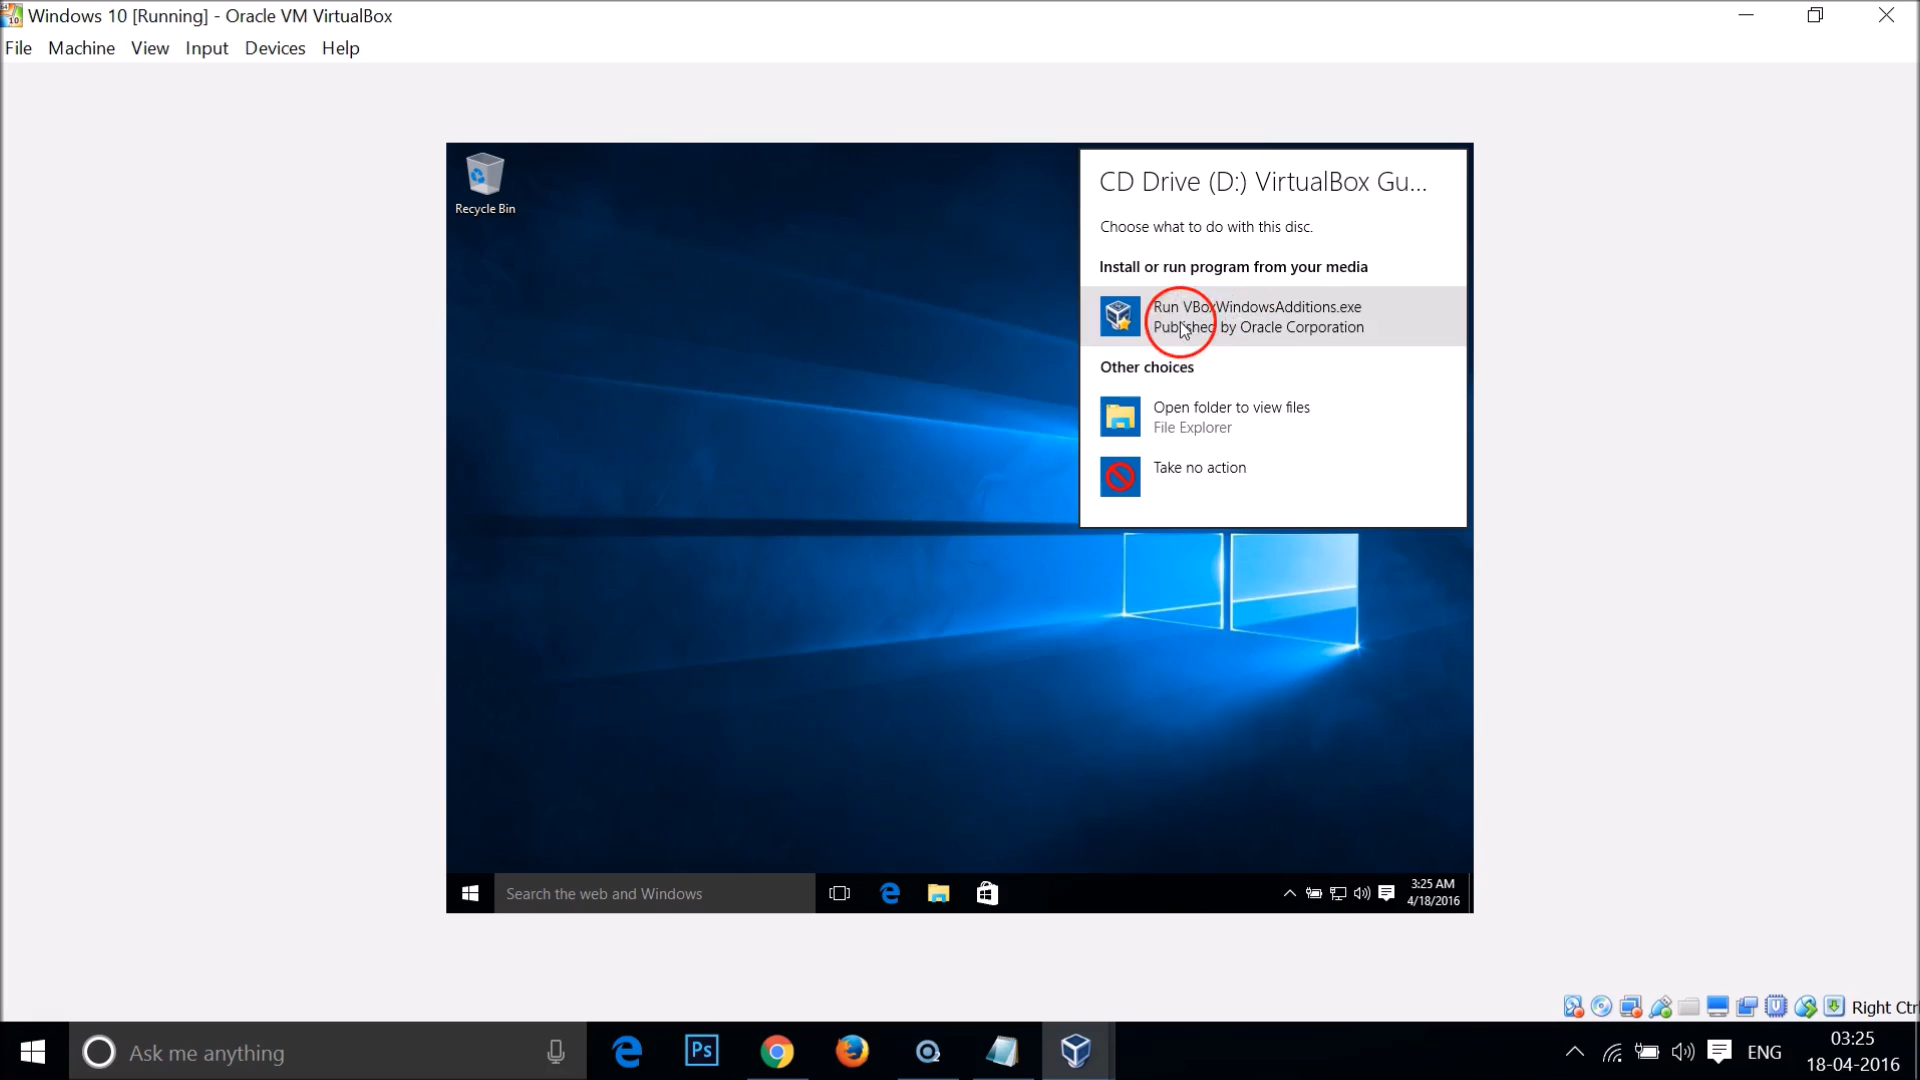 Windows 10 [Running] - Oracle VM VirtualBox
File Machine View Input Devices Help
Recycle Bin
CD Drive (D:) VirtualBox Gu...
Choose what to do with this disc.
Install or run program from your media
Run VBoxWindowsAdditions.exe
Published by Oracle Corporation
Other choices
Open folder to view files
File Explorer
Take no action
Search the web and Windows
3:25 AM
4/18/2016
Right Ctr
Ask me anything
Ps
ENG
03:25
18-04-2016